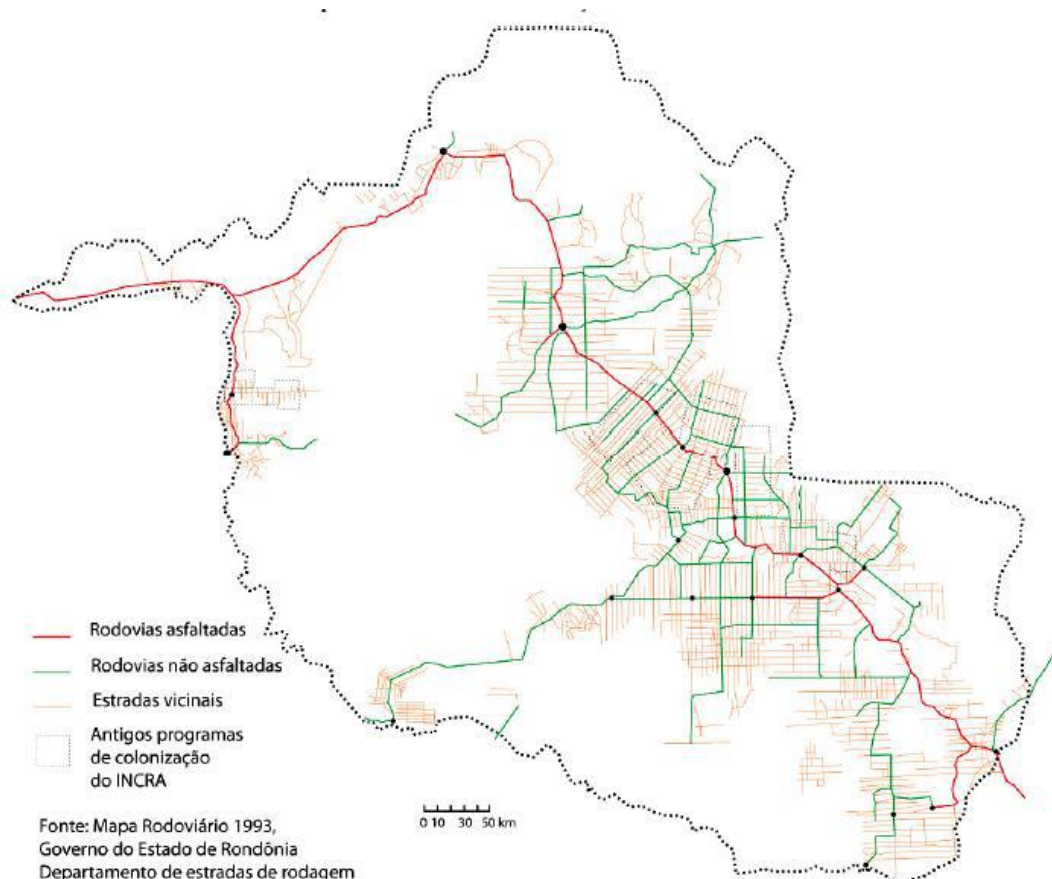 Rodovias asfaltadas
Rodovias não asfaltadas
Estradas vicinais
Antigos programas
de colonização
do INCRA
0 10 30 50 km
Fonte: Mapa Rodoviário 1993,
Governo do Estado de Rondônia
Departamento de estradas de rodagem